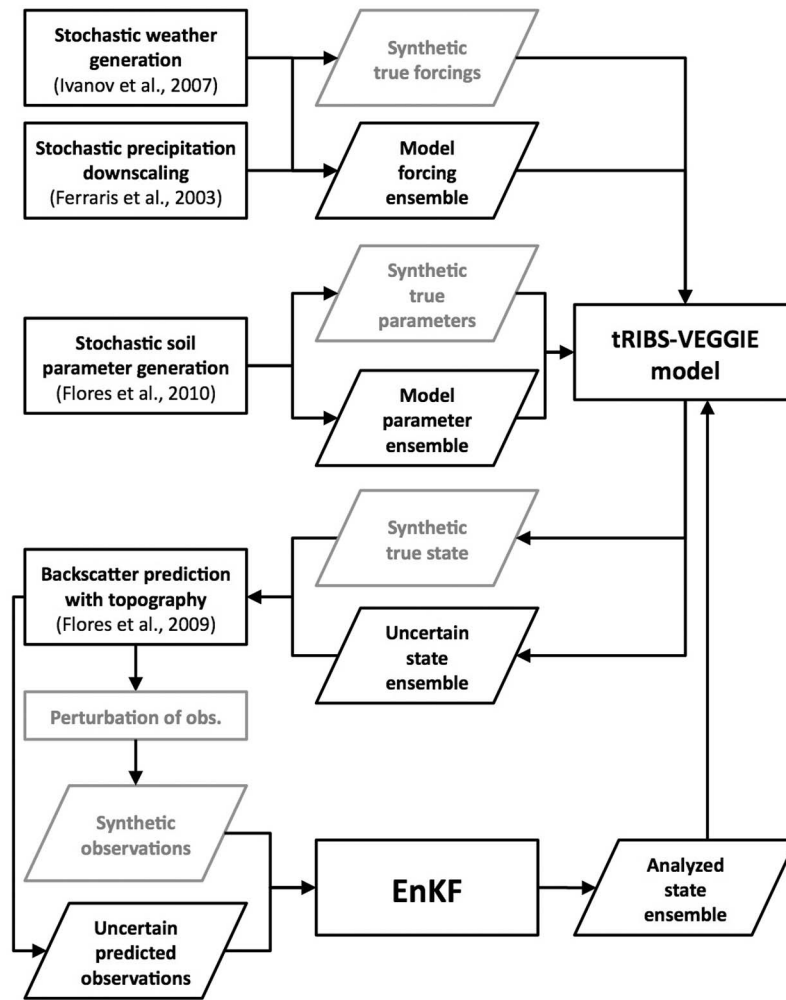 Stochastic weather
generation
(Ivanov et al., 2007)
Synthetic
true forcings
Stochastic precipitation
downscaling
(Ferraris et al., 2003)
Model
forcing
ensemble
Synthetic
true
parameters
Stochastic soil
parameter generation
(Flores et al., 2010)
tRIBS-VEGGIE
model
Model
parameter
ensemble
Synthetic
true state
Backscatter prediction
with topography
(Flores et al., 2009)
Uncertain
state
ensemble
Perturbation of obs.
Synthetic
observations
EnKF
Analyzed
state
ensemble
Uncertain
predicted
observations